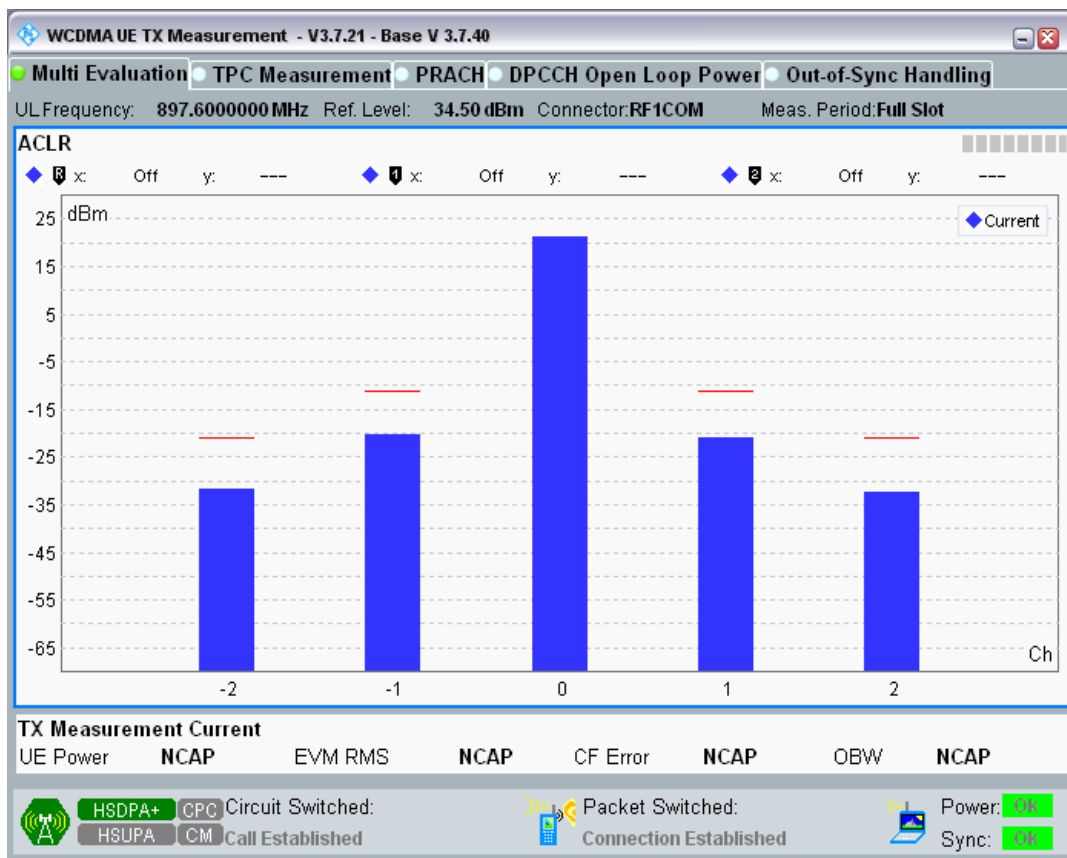 WCDMA UE TX Measurement - V3.7.21 - Base V 3.7.40
Multi Evaluation TPC Measurement PRACH DPCCH Open Loop Power Out-of-Sync Handling
UL Frequency: 897.6000000 MHz Ref. Level: 34.50 dBm Connector:RF1COM Meas. Period:Full Slot
ACLR
R x: Off y: --- 1 x: Off y: --- 2 x: Off y: ---
dBm
Current
25
15
5
-5
-15
-25
-35
-45
-55
-65
Ch
-2 -1 0 1 2
TX Measurement Current
UE Power NCAP EVM RMS NCAP CF Error NCAP OBW NCAP
HSDPA+ CPC Circuit Switched: Packet Switched: Power: Ok
HSUPA CM Call Established Connection Established Sync: Ok